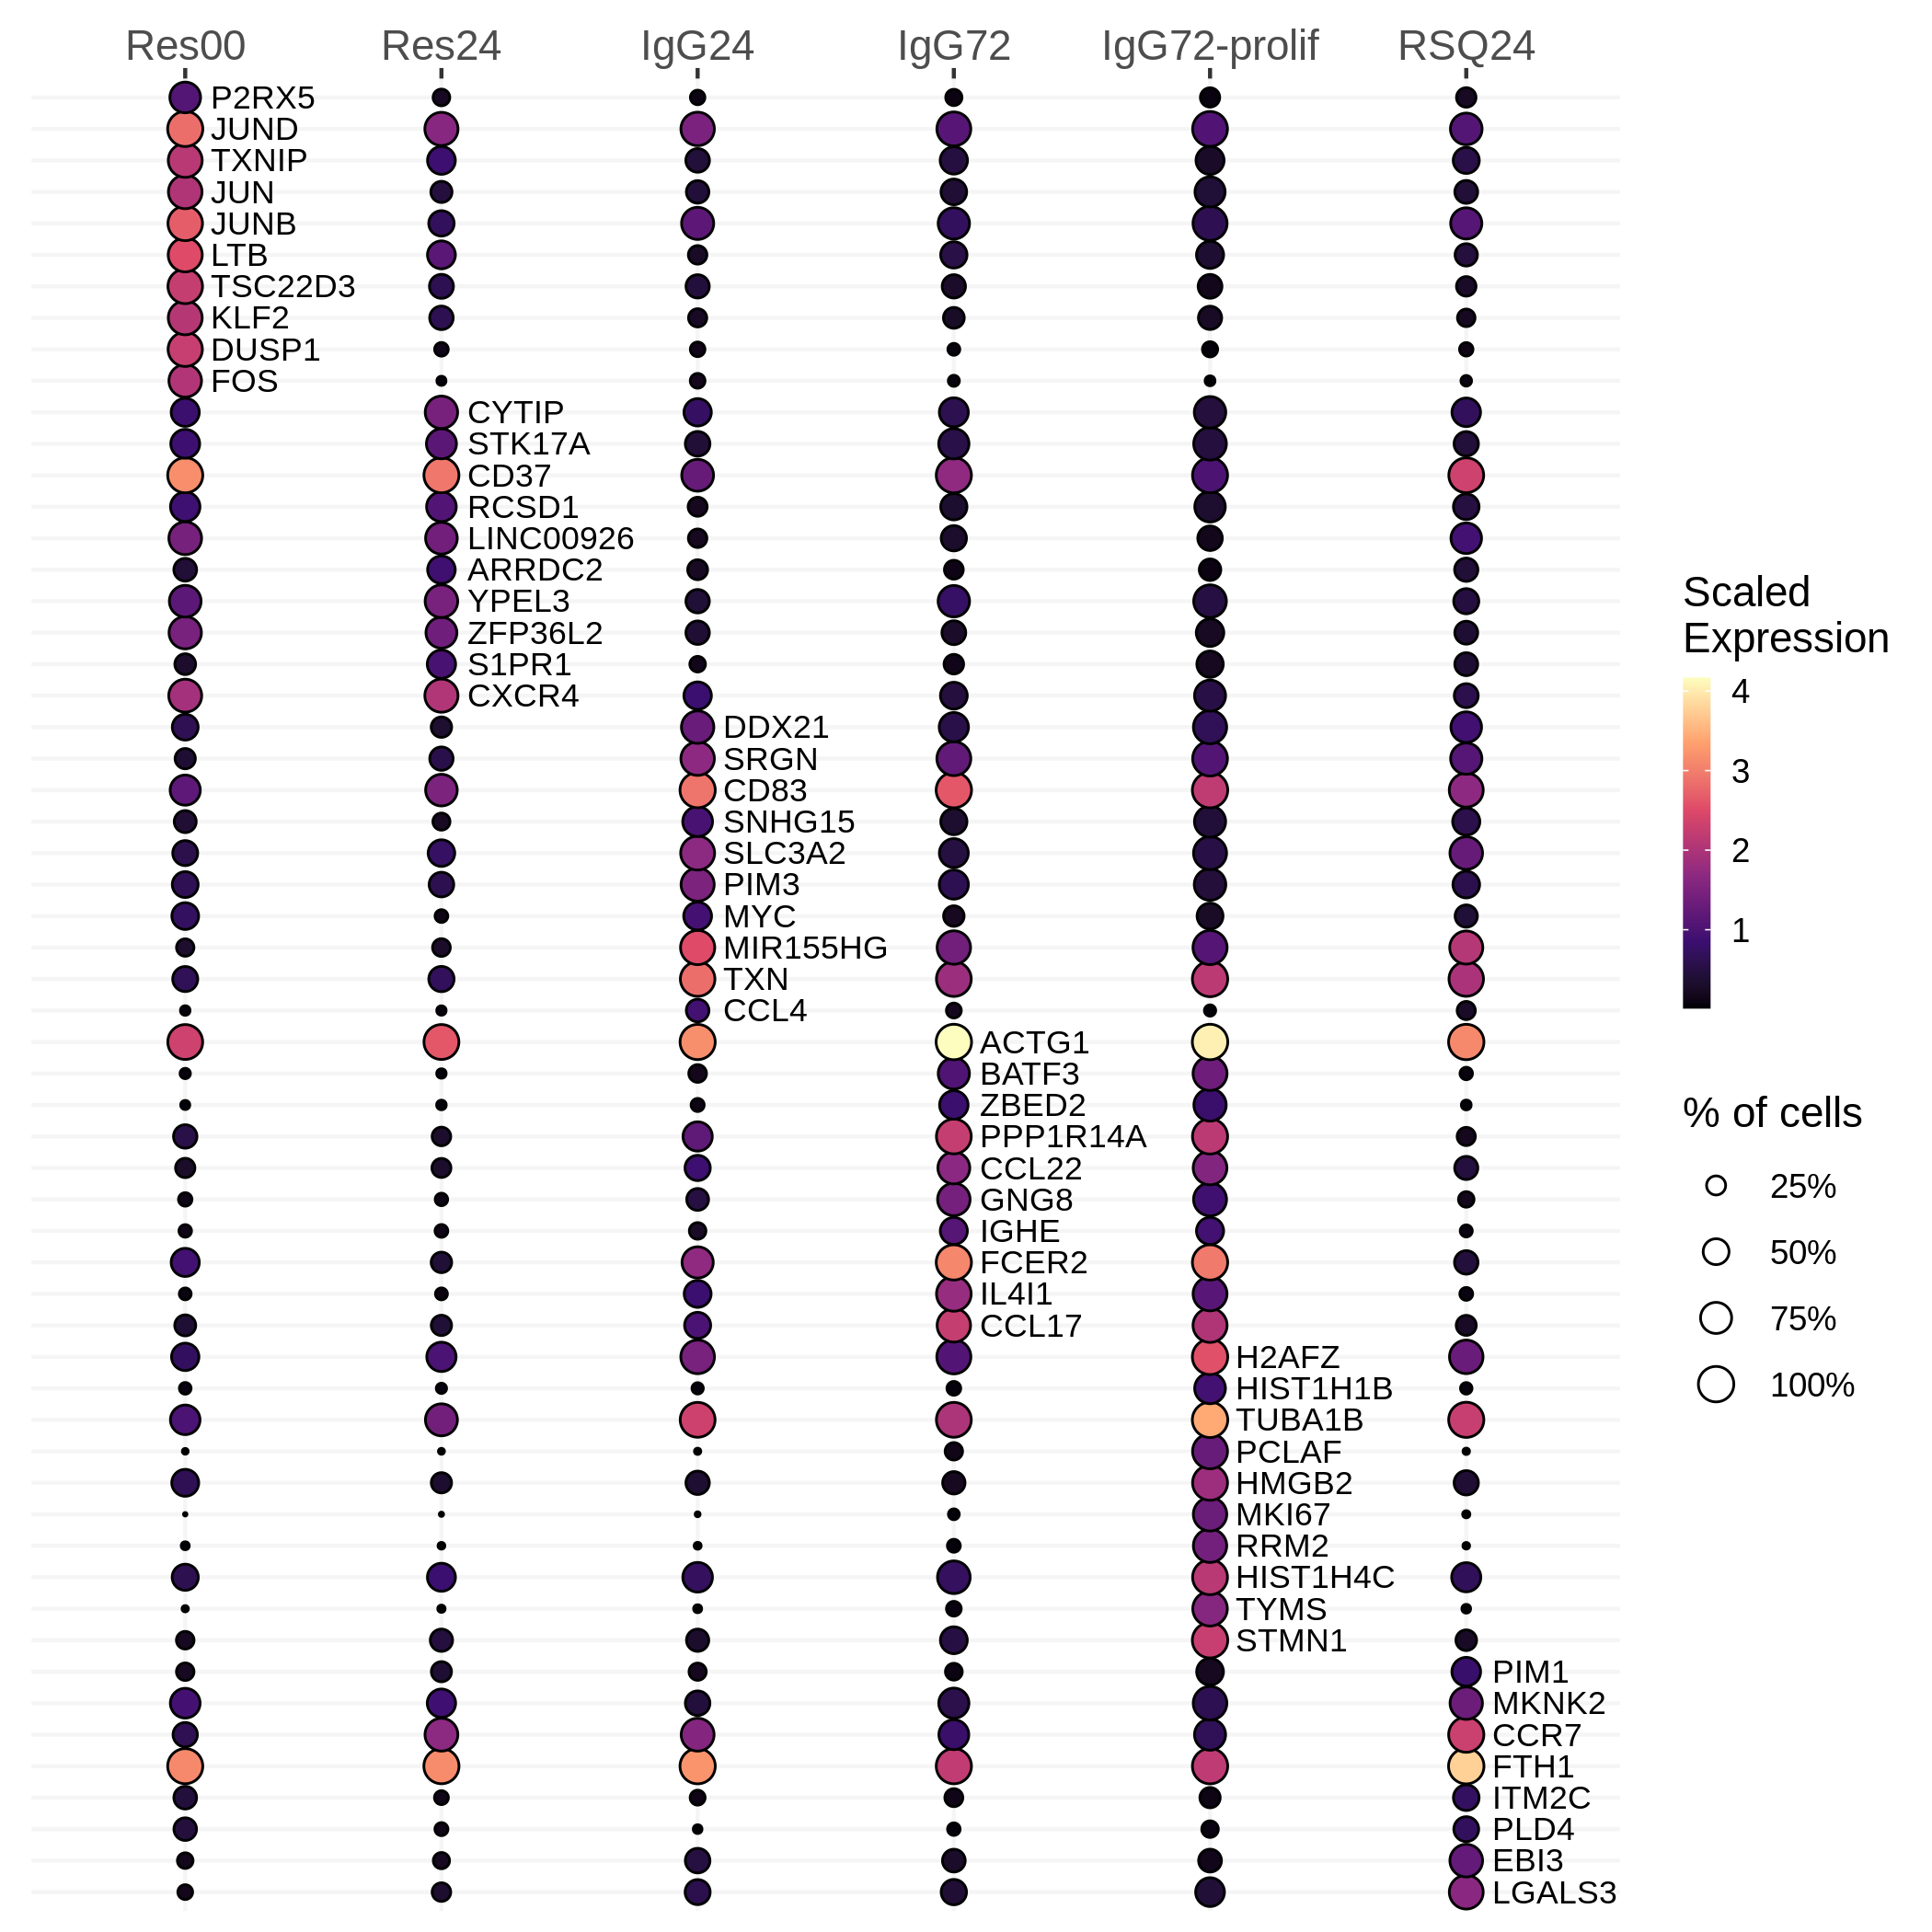 Res00 Res24 IgG24 IgG72 IgG72-prolif RSQ24
P2RX5
JUND
TXNIP
JUN
JUNB
LTB
TSC22D3
KLF2
DUSP1
FOS
CYTIP
STK17A
CD37
RCSD1
LINC00926
ARRDC2
YPEL3
ZFP36L2
S1PR1
CXCR4
DDX21
SRGN
CD83
SNHG15
SLC3A2
PIM3
MYC
MIR155HG
TXN
CCL4
ACTG1
BATF3
ZBED2
PPP1R14A
CCL22
GNG8
IGHE
FCER2
IL4I1
CCL17
H2AFZ
HIST1H1B
TUBA1B
PCLAF
HMGB2
MKI67
RRM2
HIST1H4C
TYMS
STMN1
PIM1
MKNK2
CCR7
FTH1
ITM2C
PLD4
EBI3
LGALS3
Scaled
Expression
4
3
2
1
% of cells
25%
50%
75%
100%